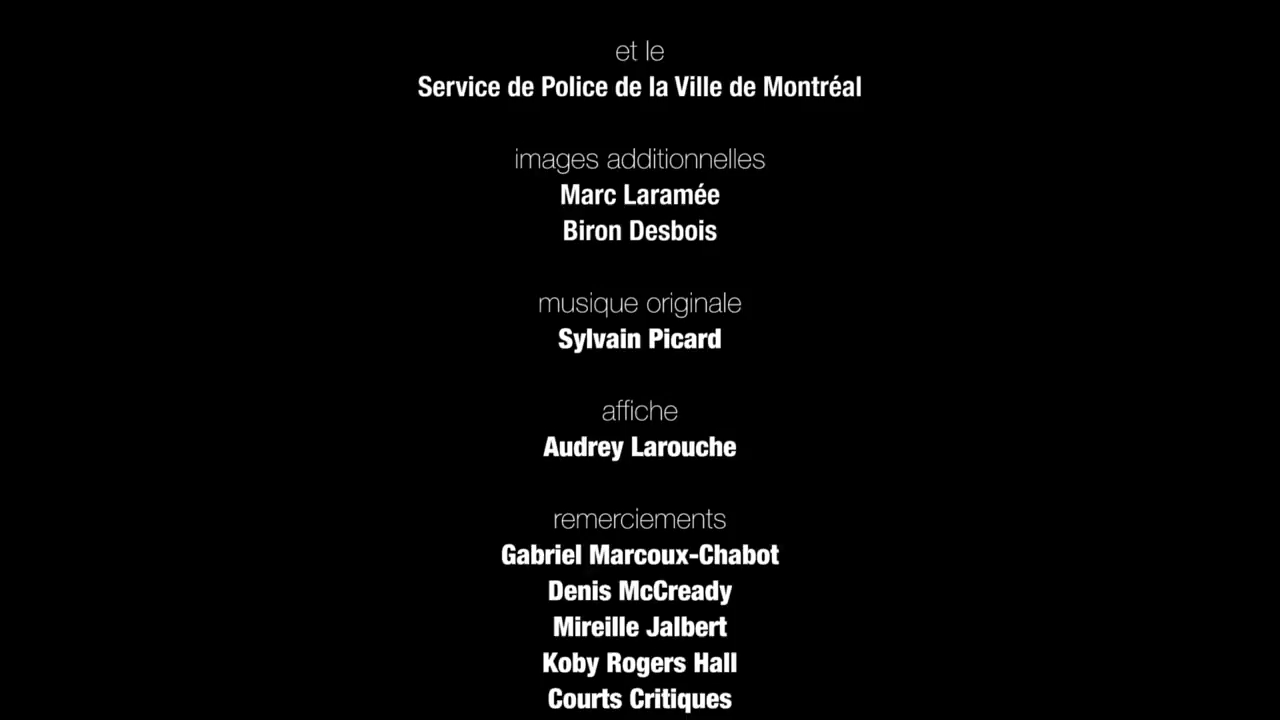 et le
Service de Police de la Ville de Montréal
images additionnelles
Marc Laramée
Biron Desbois
musique originale
Sylvain Picard
affiche
Audrey Larouche
remerciements
Gabriel Marcoux-Chabot
Denis McCready
Mireille Jalbert
Koby Rogers Hall
Courts Critiques